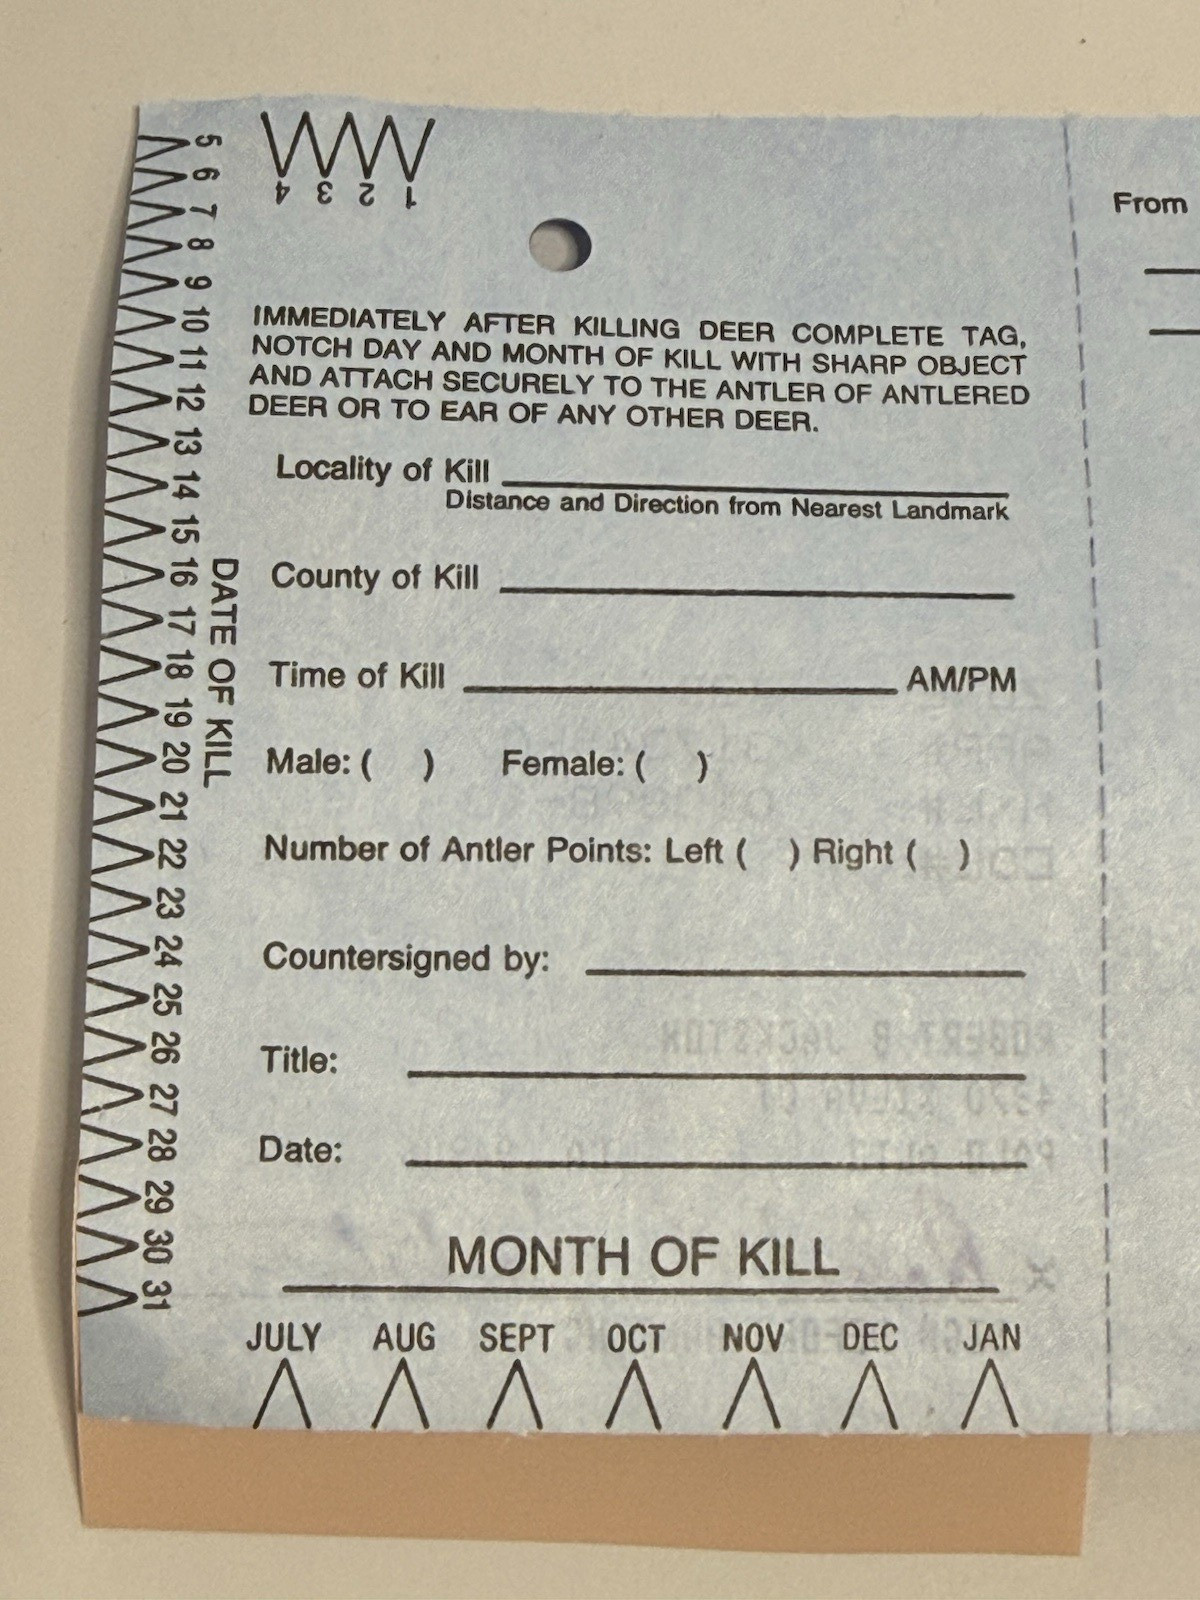 4 3 2 1
5
6
7
8
9
10
11
12
13
14
15
16
17
18
19
20
21
22
23
24
25
26
27
28
29
30
31
DATE OF KILL
IMMEDIATELY AFTER KILLING DEER COMPLETE TAG,
NOTCH DAY AND MONTH OF KILL WITH SHARP OBJECT
AND ATTACH SECURELY TO THE ANTLER OF ANTLERED
DEER OR TO EAR OF ANY OTHER DEER.
Locality of Kill
Distance and Direction from Nearest Landmark
County of Kill
Time of Kill AM/PM
Male: ( ) Female: ( )
Number of Antler Points: Left ( ) Right ( )
Countersigned by:
Title:
Date:
MONTH OF KILL
JULY AUG SEPT OCT NOV DEC JAN
From